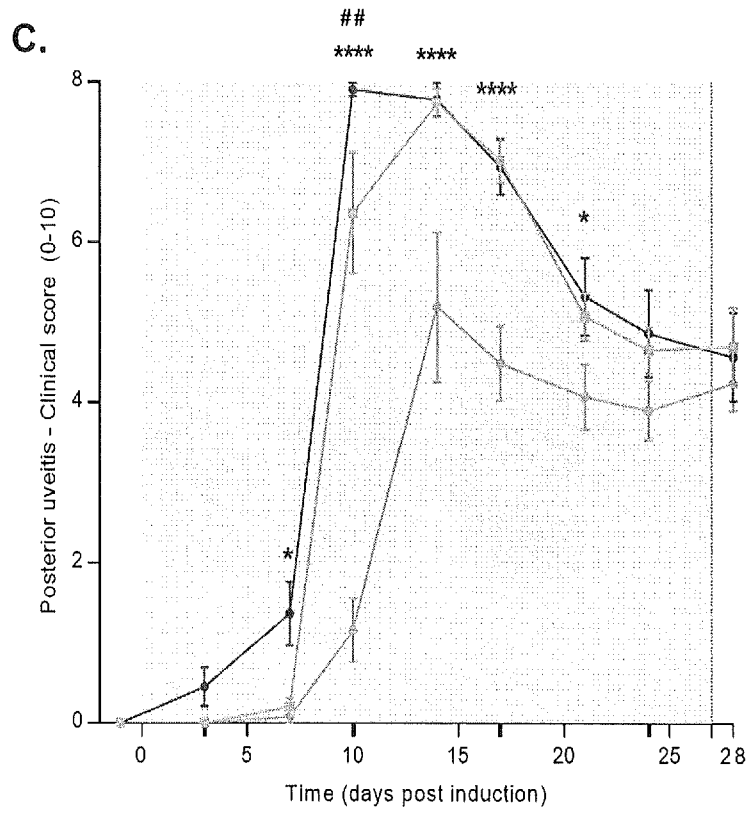 C.
##
**** **** ****
8
6
4
2
0
*
*
Posterior uveitis - Clinical score (0-10)
0 5 10 15 20 25 28
Time (days post induction)